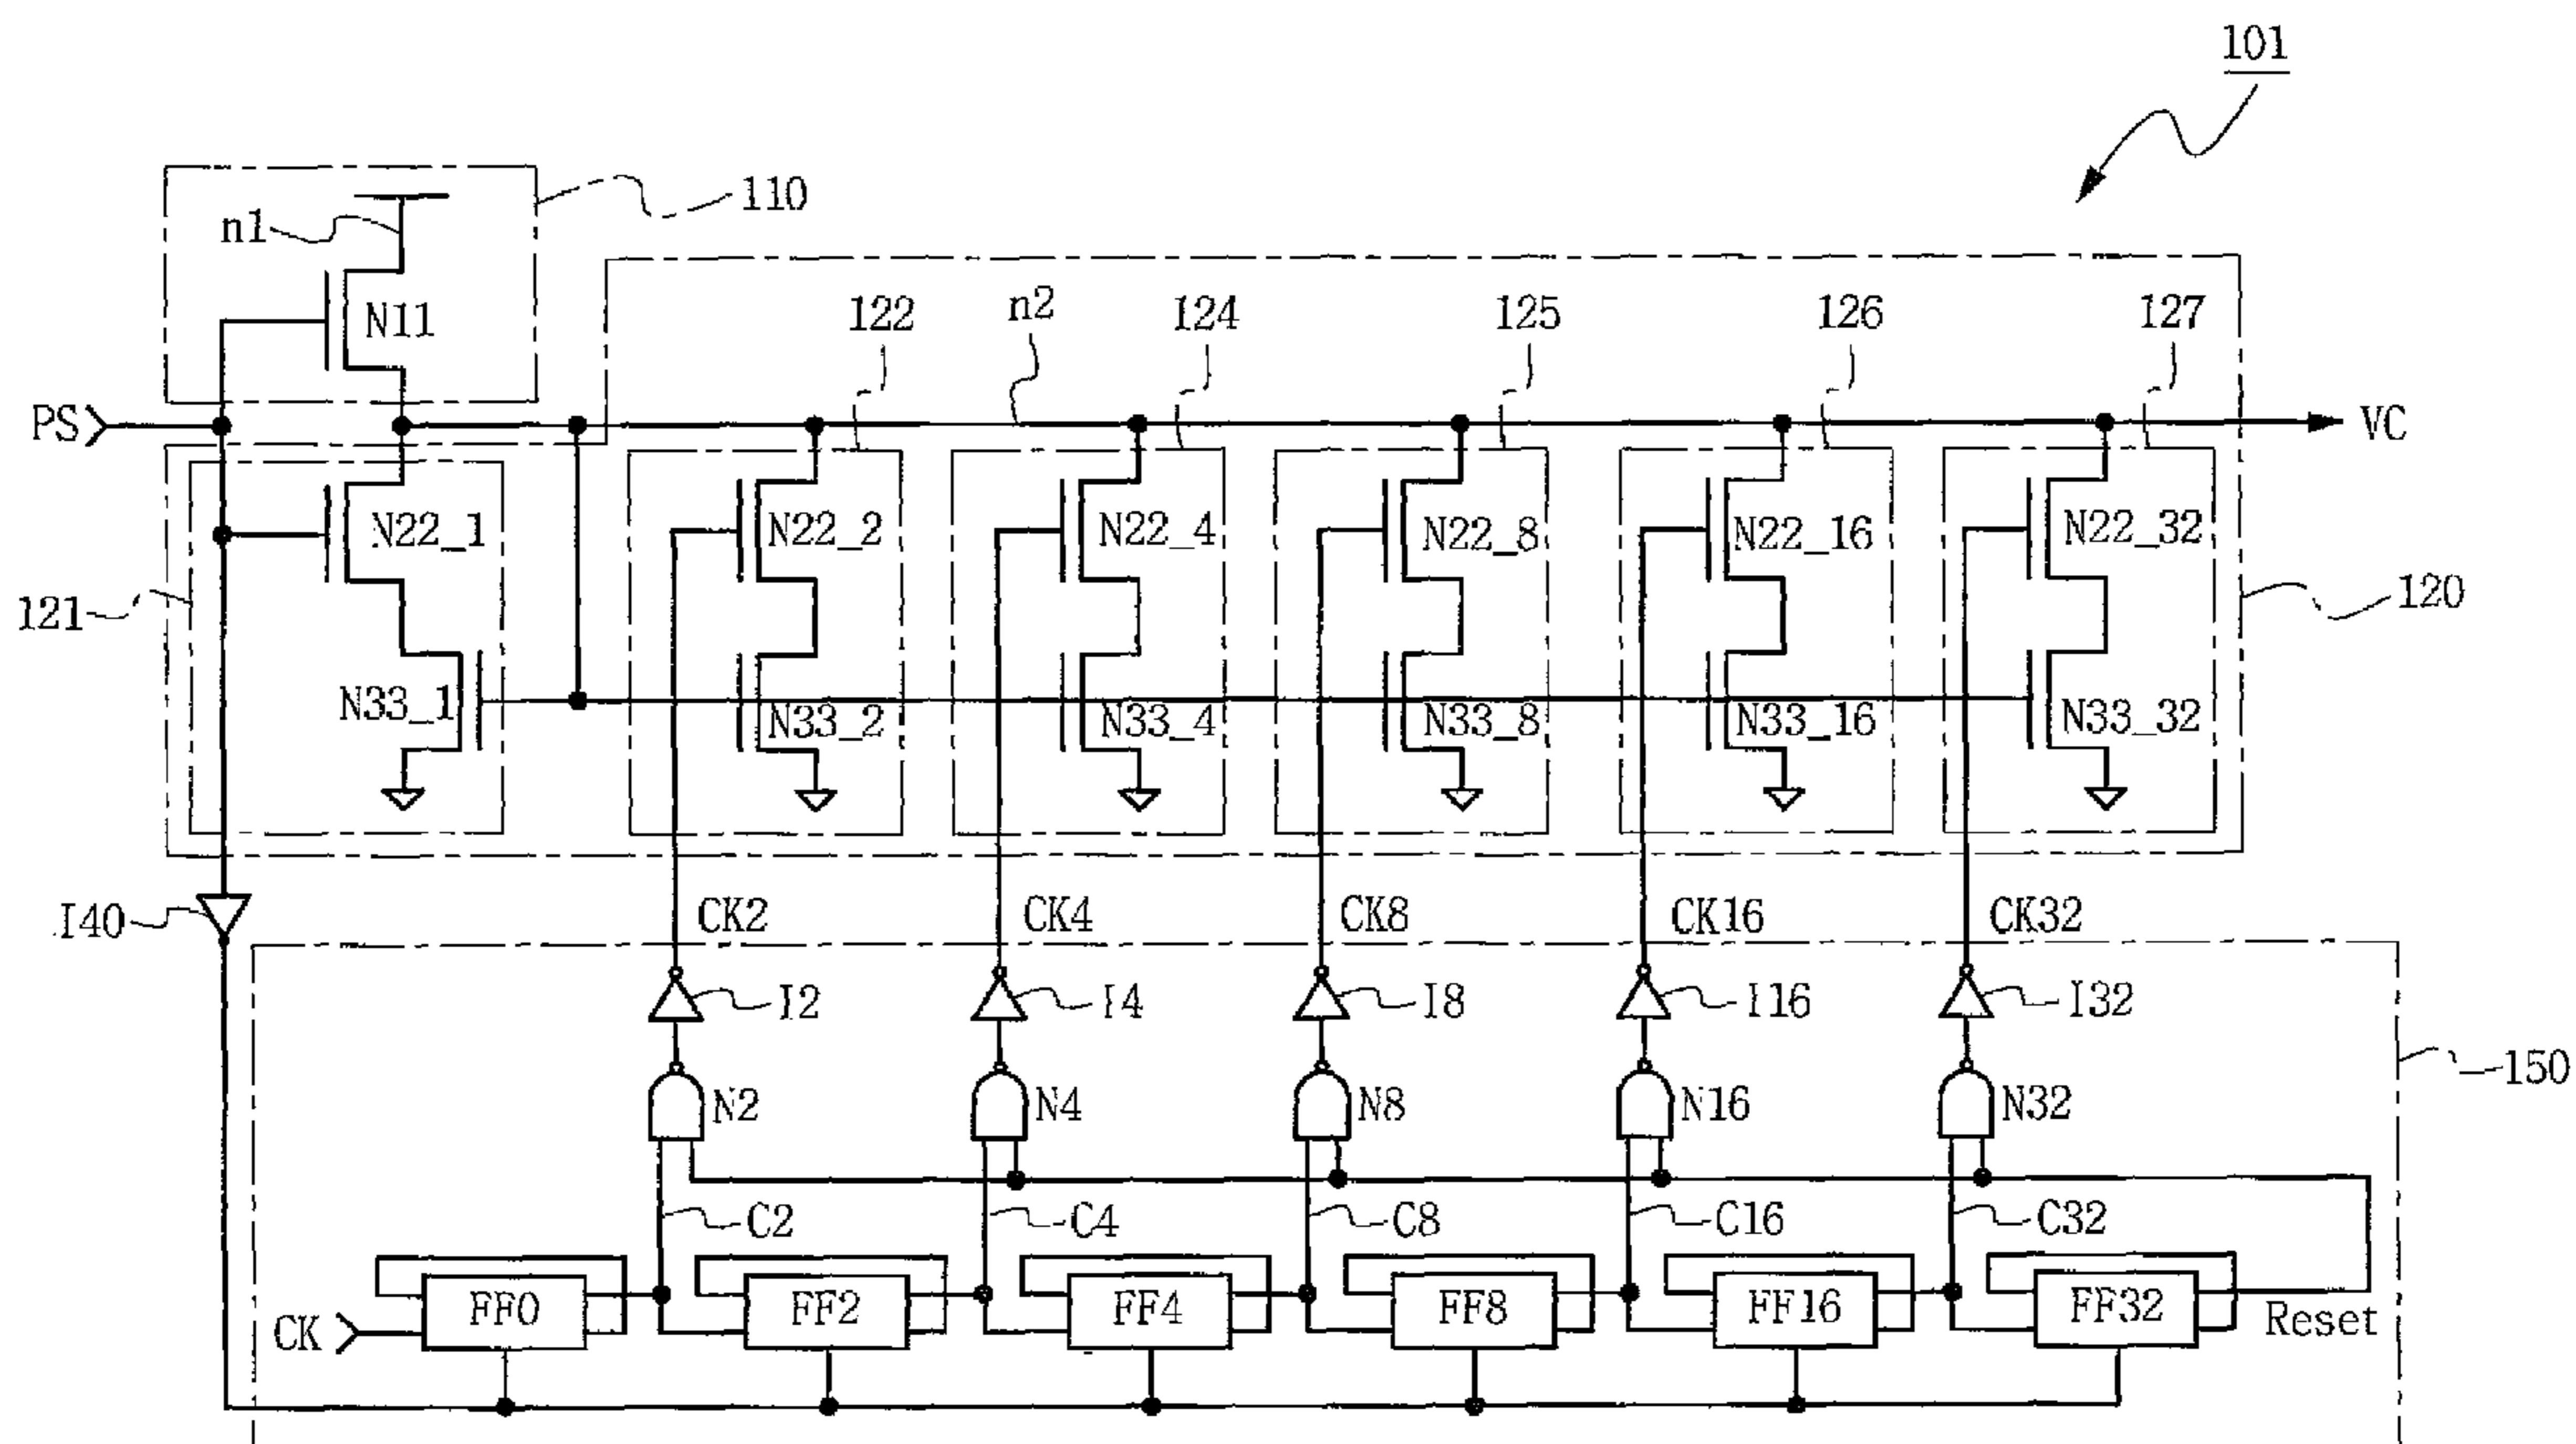 101
110
n1
N11
122
n2
124
125
126
127
PS
VC
N22_1
N22_2
N22_4
N22_8
N22_16
N22_32
121
120
N33_1
N33_2
N33_4
N33_8
N33_16
N33_32
I40
CK2
CK4
CK8
CK16
CK32
I2
I4
I8
I16
I32
150
N2
N4
N8
N16
N32
C2
C4
C8
C16
C32
CK
FF0
FF2
FF4
FF8
FF16
FF32
Reset